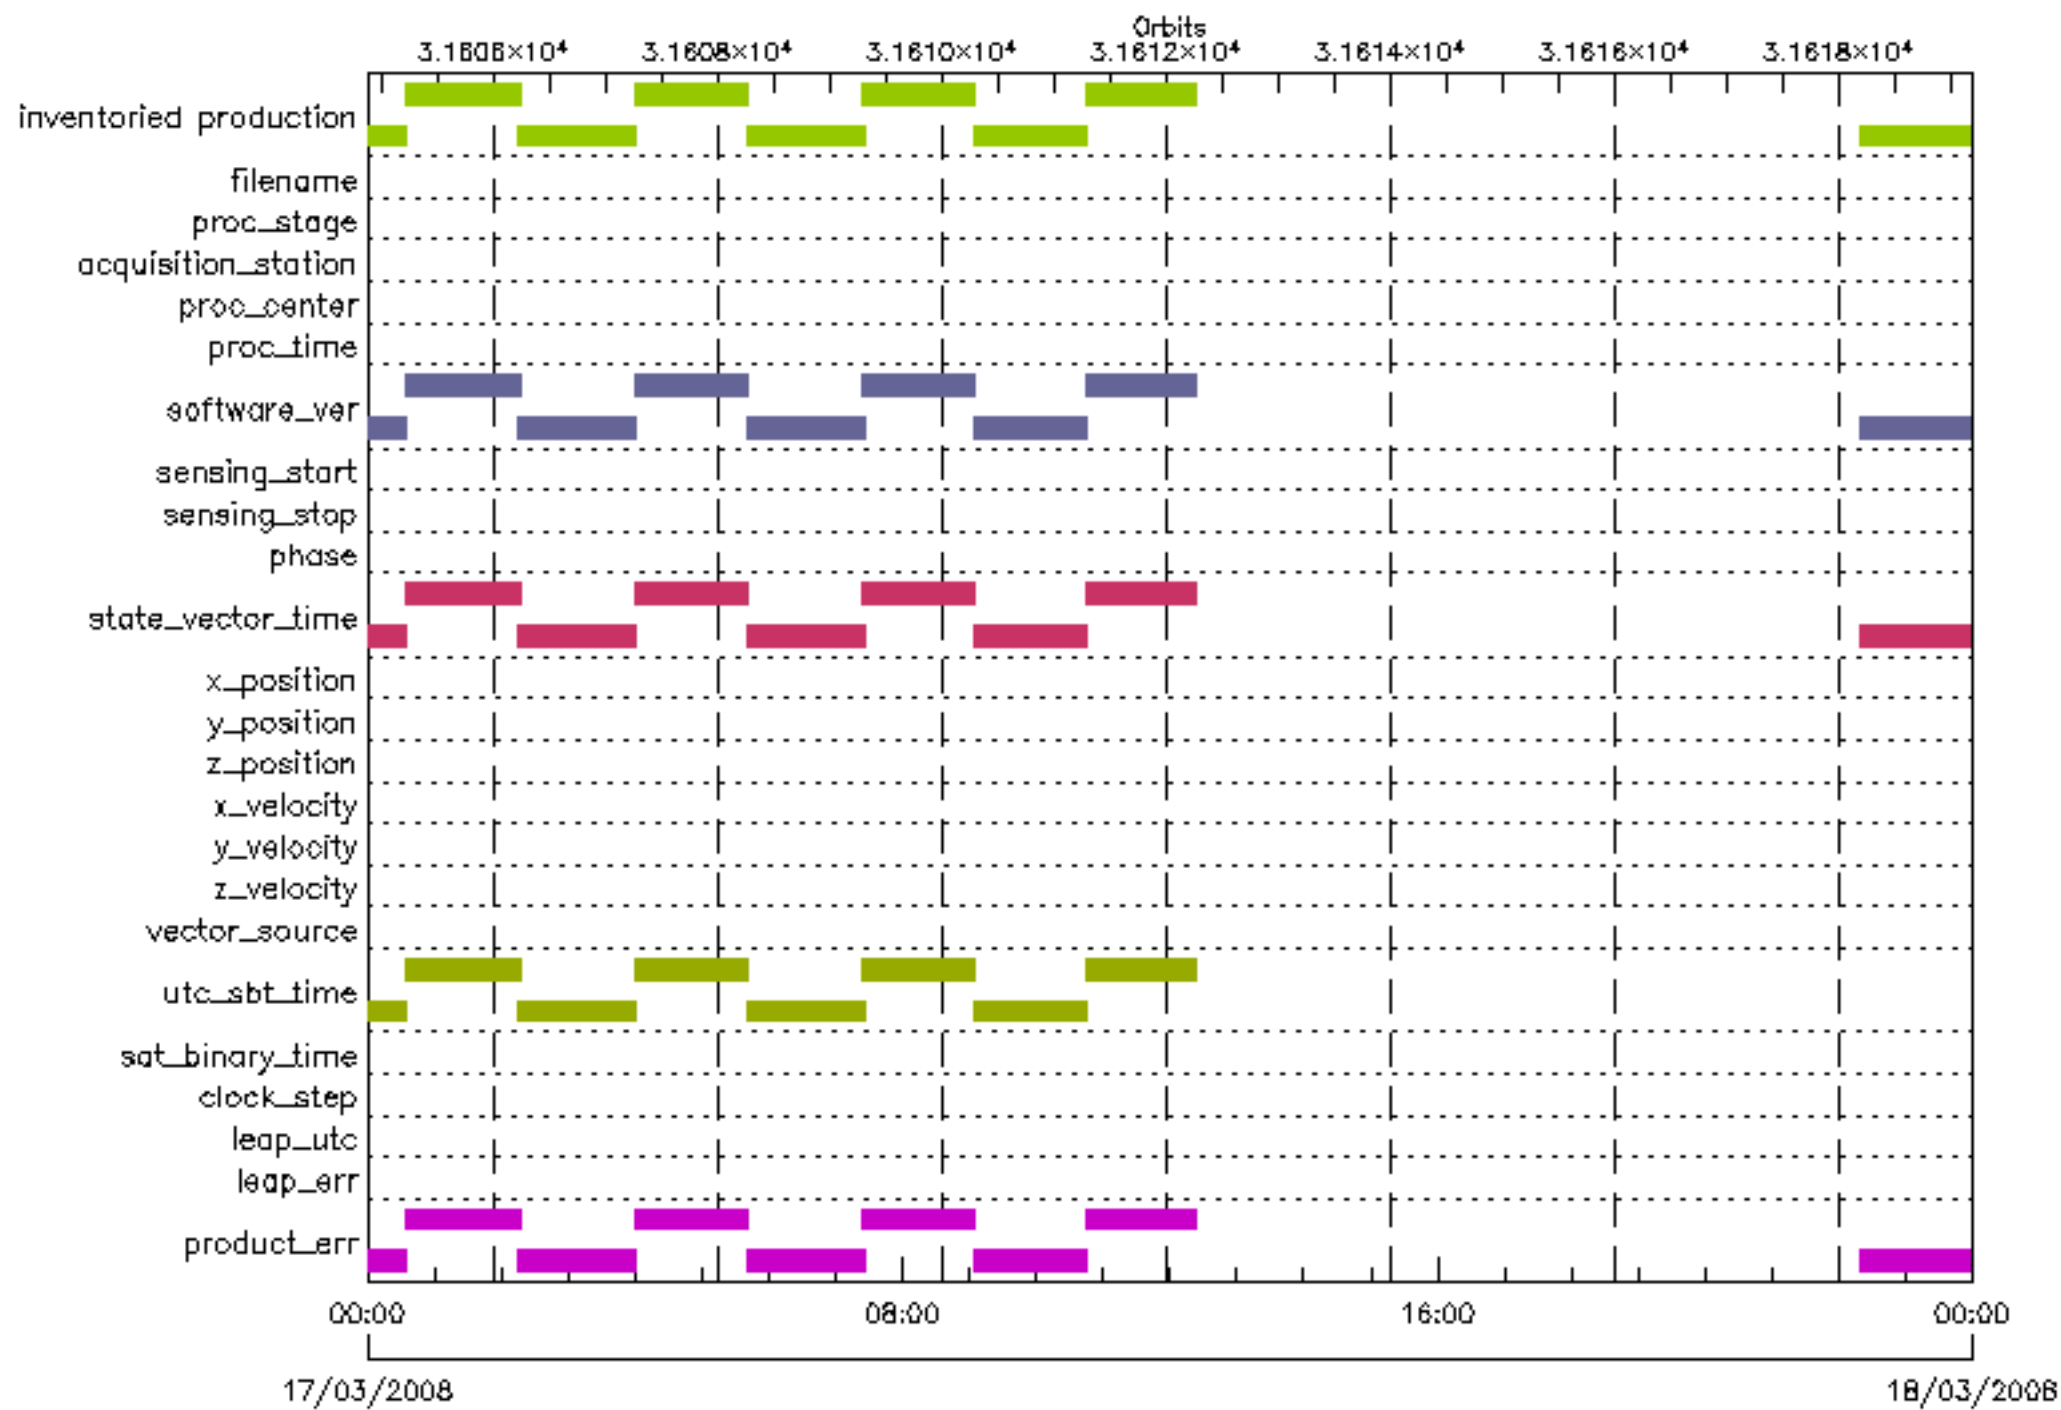 Orbits
3.1606×10⁴ 3.1608×10⁴ 3.1610×10⁴ 3.1612×10⁴ 3.1614×10⁴ 3.1616×10⁴ 3.1618×10⁴
inventoried production
filename
proc_stage
acquisition_station
proc_center
proc_time
software_ver
sensing_start
sensing_stop
phase
state_vector_time
x_position
y_position
z_position
x_velocity
y_velocity
z_velocity
vector_source
utc_sbt_time
sat_binary_time
clock_step
leap_utc
leap_err
product_err
00:00 08:00 16:00 00:00
17/03/2008 18/03/2008